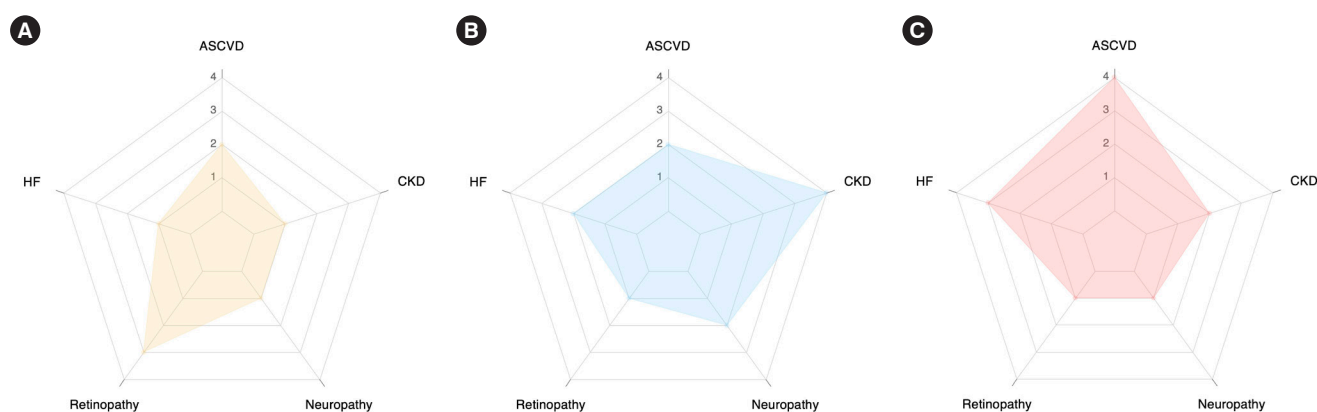 A
ASCVD
4
3
2
1
HF
CKD
Retinopathy
Neuropathy
B
ASCVD
4
3
2
1
HF
CKD
Retinopathy
Neuropathy
C
ASCVD
4
3
2
1
HF
CKD
Retinopathy
Neuropathy